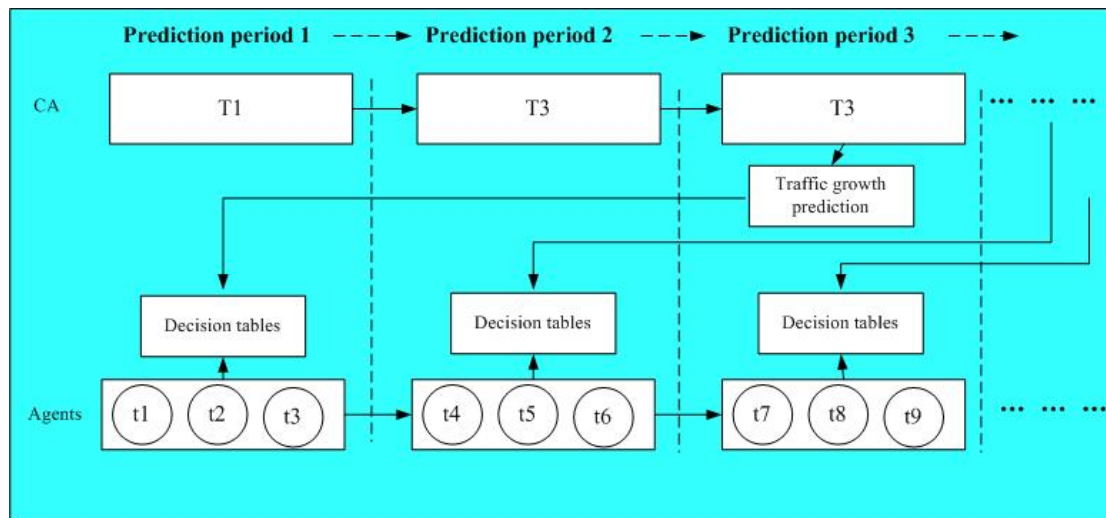 Prediction period 1 Prediction period 2 Prediction period 3
CA T1 T3 T3 ... ... ...
Traffic growth
prediction
Decision tables Decision tables Decision tables
Agents t1 t2 t3 t4 t5 t6 t7 t8 t9 ... ... ...